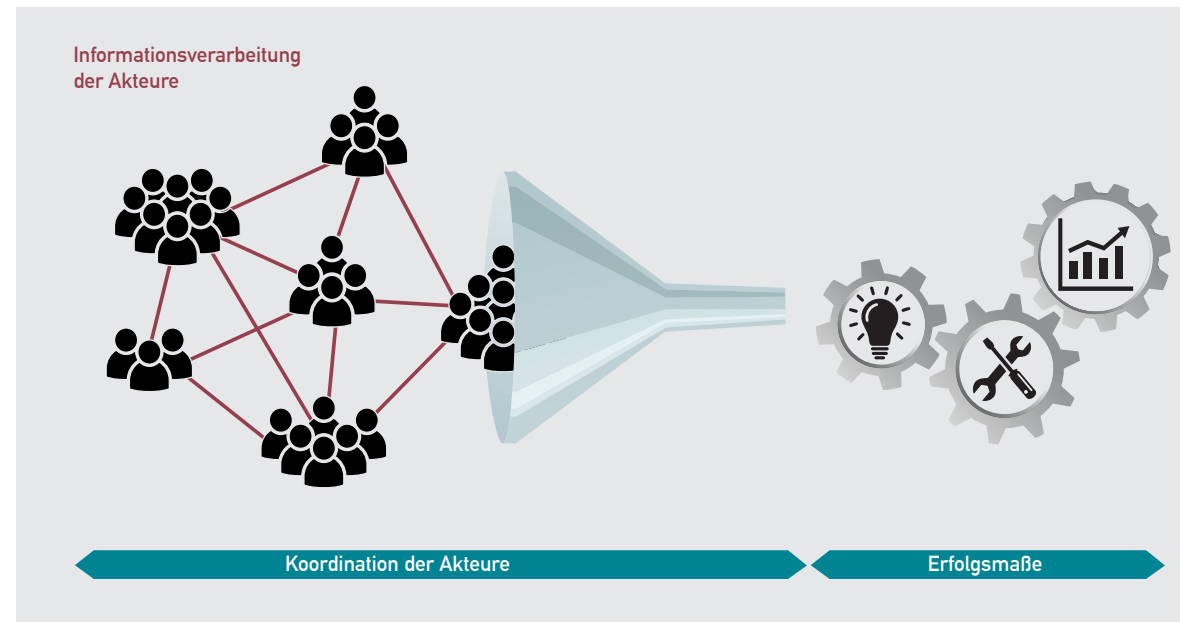 Informationsverarbeitung
der Akteure
Koordination der Akteure
Erfolgsmaße